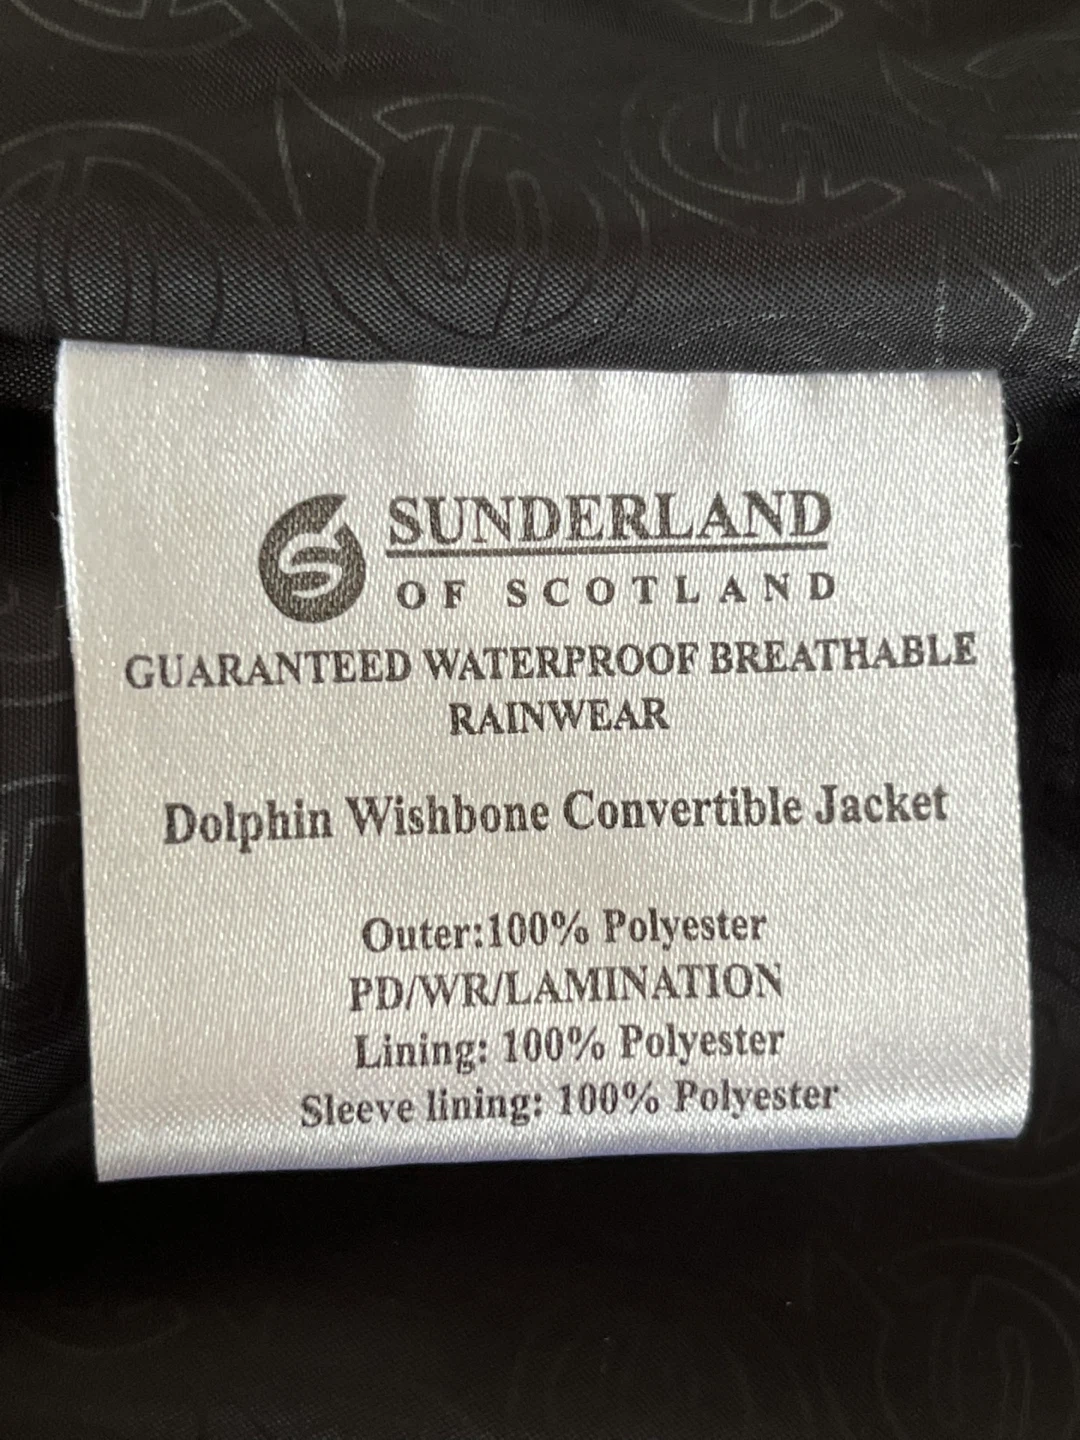 SUNDERLAND
OF SCOTLAND
GUARANTEED WATERPROOF BREATHABLE
RAINWEAR
Dolphin Wishbone Convertible Jacket
Outer:100% Polyester
PD/WR/LAMINATION
Lining: 100% Polyester
Sleeve lining: 100% Polyester